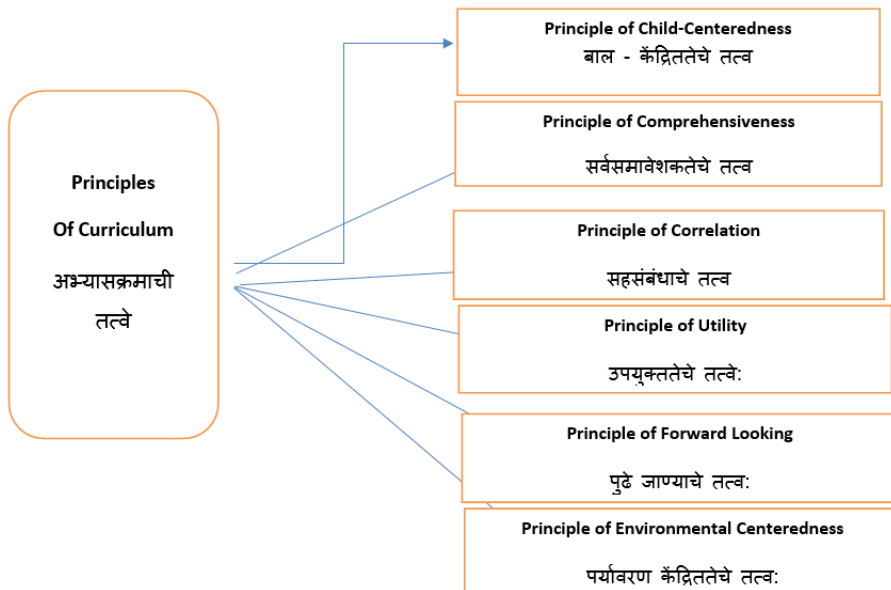 Principles
Of Curriculum
अभ्यासक्रमाची
तत्वे
Principle of Child-Centeredness
बाल - केंद्रिततेचे तत्व
Principle of Comprehensiveness
सर्वसमावेशकतेचे तत्व
Principle of Correlation
सहसंबंधाचे तत्व
Principle of Utility
उपयुक्ततेचे तत्वे:
Principle of Forward Looking
पुढे जाण्याचे तत्व:
Principle of Environmental Centeredness
पर्यावरण केंद्रिततेचे तत्व: